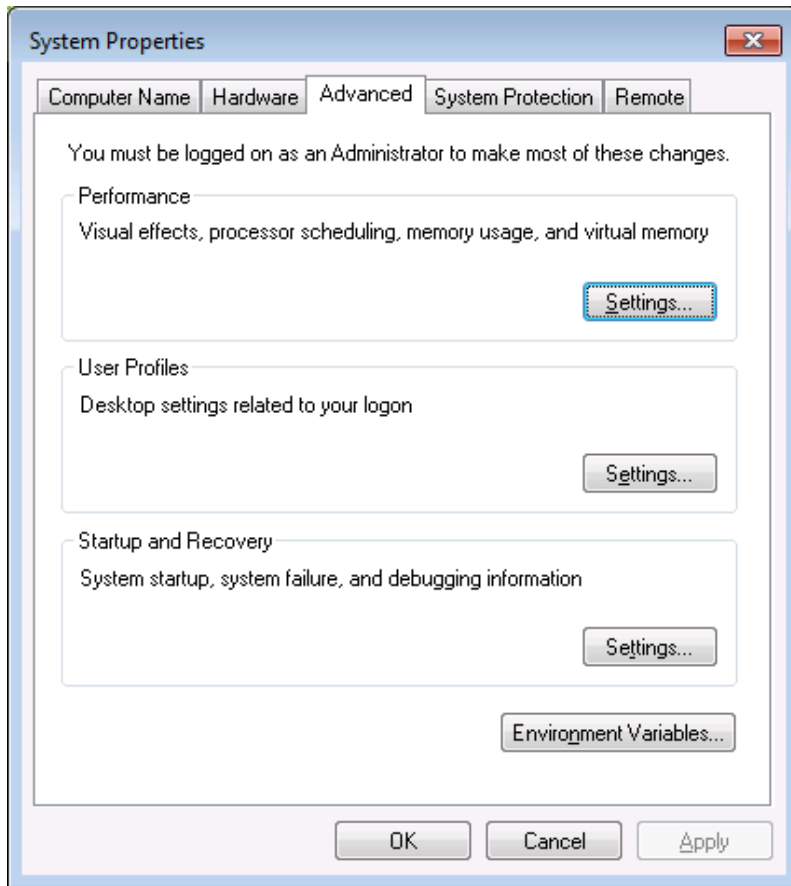 System Properties
Computer Name Hardware Advanced System Protection Remote
You must be logged on as an Administrator to make most of these changes.
Performance
Visual effects, processor scheduling, memory usage, and virtual memory
Settings...
User Profiles
Desktop settings related to your logon
Settings...
Startup and Recovery
System startup, system failure, and debugging information
Settings...
Environment Variables...
OK Cancel Apply